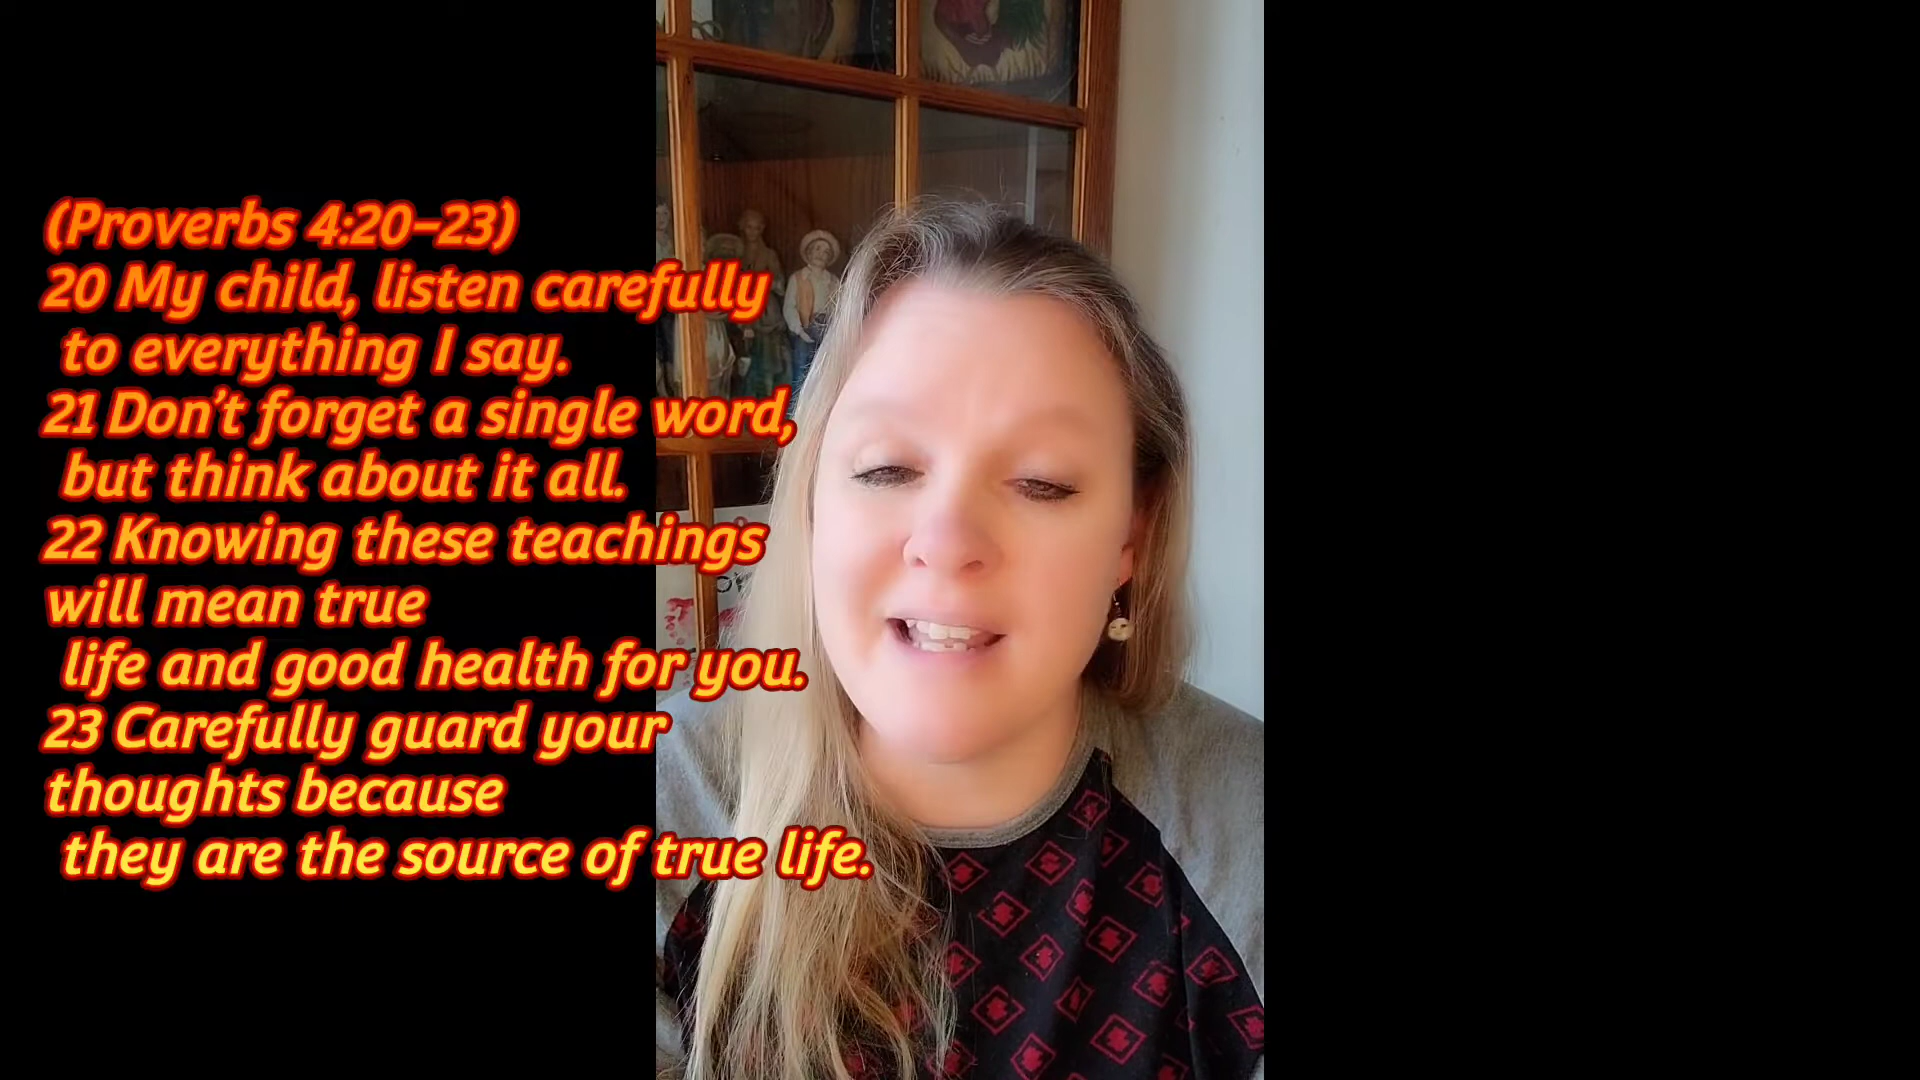 (Proverbs 4:20–23)
20 My child, listen carefully
to everything I say.
21 Don’t forget a single word,
but think about it all.
22 Knowing these teachings
will mean true
life and good health for you.
23 Carefully guard your
thoughts because
they are the source of true life.